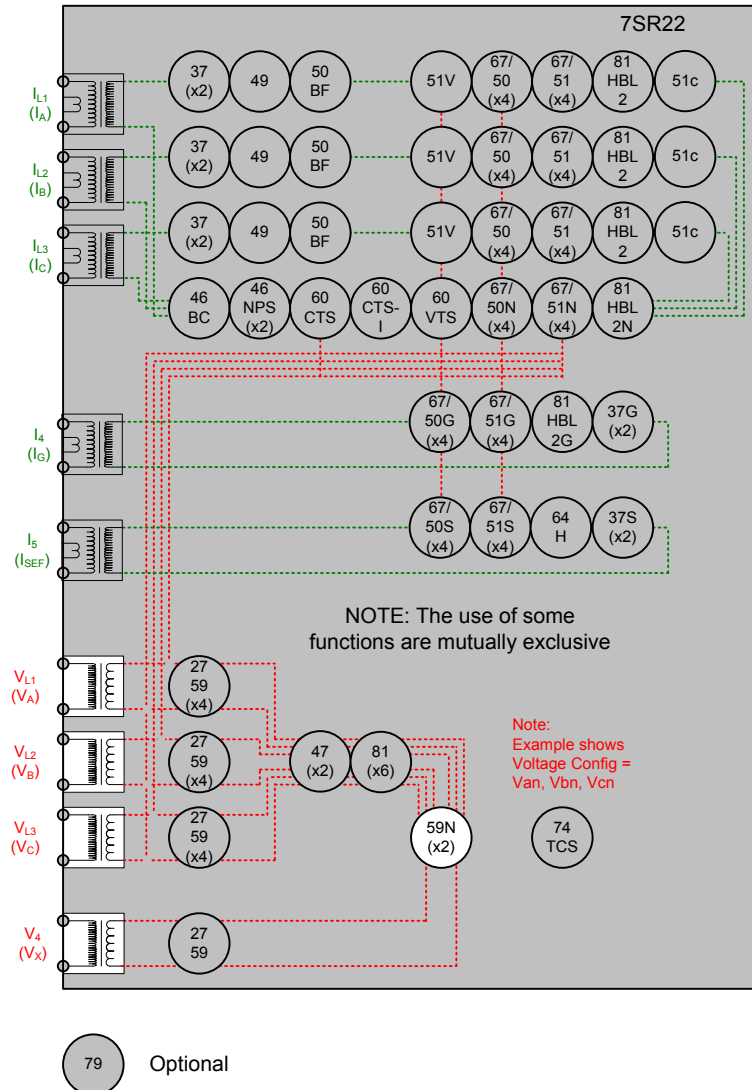 7SR22
IL1
(IA)
37
(x2)
49
50
BF
51V
67/
50
(x4)
67/
51
(x4)
81
HBL
2
51c
IL2
(IB)
37
(x2)
49
50
BF
51V
67/
50
(x4)
67/
51
(x4)
81
HBL
2
51c
IL3
(IC)
37
(x2)
49
50
BF
51V
67/
50
(x4)
67/
51
(x4)
81
HBL
2
51c
46
BC
46
NPS
(x2)
60
CTS
60
CTS-
I
60
VTS
67/
50N
(x4)
67/
51N
(x4)
81
HBL
2N
I4
(IG)
67/
50G
(x4)
67/
51G
(x4)
81
HBL
2G
37G
(x2)
I5
(ISEF)
67/
50S
(x4)
67/
51S
(x4)
64
H
37S
(x2)
NOTE: The use of some
functions are mutually exclusive
VL1
(VA)
27
59
(x4)
VL2
(VB)
27
59
(x4)
47
(x2)
81
(x6)
Note:
Example shows
Voltage Config =
Van, Vbn, Vcn
VL3
(VC)
27
59
(x4)
59N
(x2)
74
TCS
V4
(VX)
27
59
79
Optional